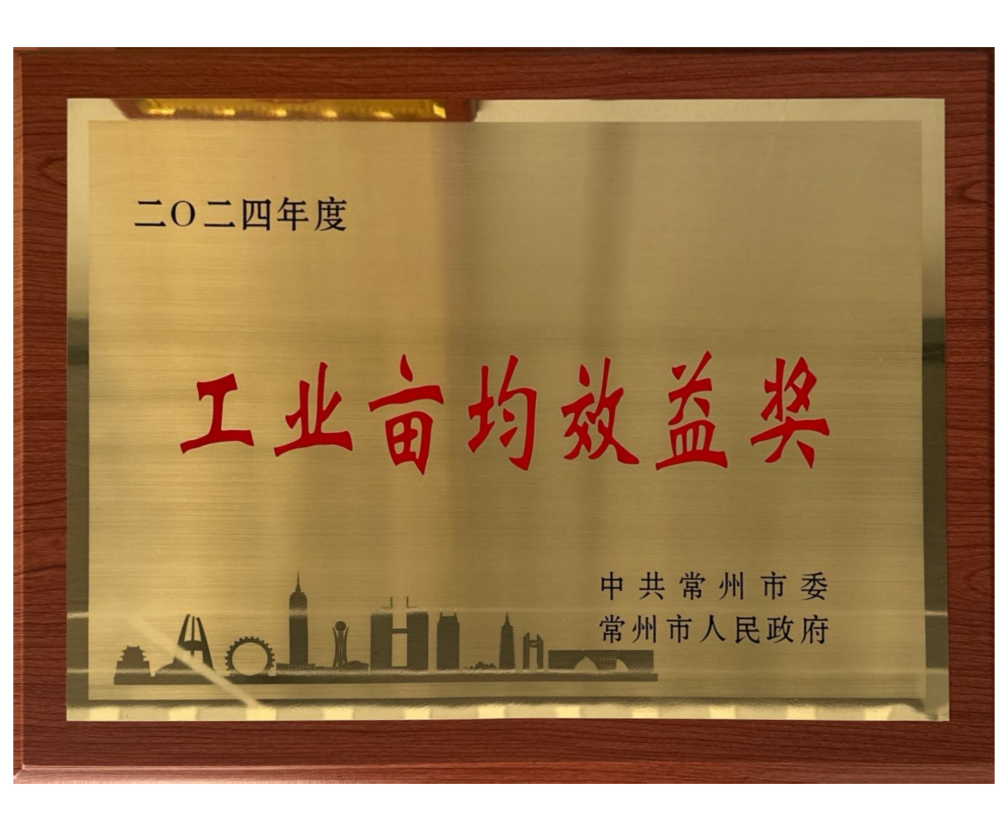 二〇二四年度
工业亩均效益奖
中共常州市委
常州市人民政府